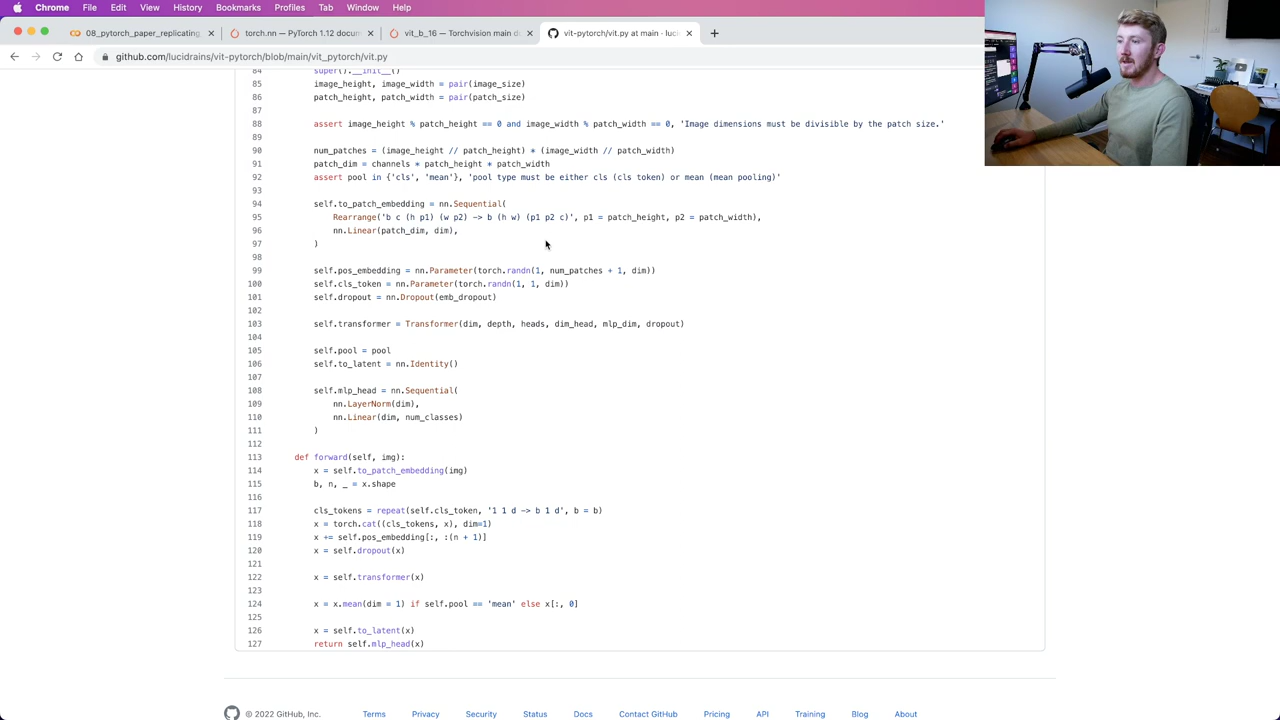 Chrome File Edit View History Bookmarks Profiles Tab Window Help
08_pytorch_paper_replicating. torch.nn — PyTorch 1.12 docum vit_b_16 — Torchvision main d vit-pytorch/vit.py at main · luci
github.com/lucidrains/vit-pytorch/blob/main/vit_pytorch/vit.py
84 super().__init__()
85 image_height, image_width = pair(image_size)
86 patch_height, patch_width = pair(patch_size)
87
88 assert image_height % patch_height == 0 and image_width % patch_width == 0, 'Image dimensions must be divisible by the patch size.'
89
90 num_patches = (image_height // patch_height) * (image_width // patch_width)
91 patch_dim = channels * patch_height * patch_width
92 assert pool in {'cls', 'mean'}, 'pool type must be either cls (cls token) or mean (mean pooling)'
93
94 self.to_patch_embedding = nn.Sequential(
95 Rearrange('b c (h p1) (w p2) -> b (h w) (p1 p2 c)', p1 = patch_height, p2 = patch_width),
96 nn.Linear(patch_dim, dim),
97 )
98
99 self.pos_embedding = nn.Parameter(torch.randn(1, num_patches + 1, dim))
100 self.cls_token = nn.Parameter(torch.randn(1, 1, dim))
101 self.dropout = nn.Dropout(emb_dropout)
102
103 self.transformer = Transformer(dim, depth, heads, dim_head, mlp_dim, dropout)
104
105 self.pool = pool
106 self.to_latent = nn.Identity()
107
108 self.mlp_head = nn.Sequential(
109 nn.LayerNorm(dim),
110 nn.Linear(dim, num_classes)
111 )
112
113 def forward(self, img):
114 x = self.to_patch_embedding(img)
115 b, n, _ = x.shape
116
117 cls_tokens = repeat(self.cls_token, '1 1 d -> b 1 d', b = b)
118 x = torch.cat((cls_tokens, x), dim=1)
119 x += self.pos_embedding[:, :(n + 1)]
120 x = self.dropout(x)
121
122 x = self.transformer(x)
123
124 x = x.mean(dim = 1) if self.pool == 'mean' else x[:, 0]
125
126 x = self.to_latent(x)
127 return self.mlp_head(x)
© 2022 GitHub, Inc. Terms Privacy Security Status Docs Contact GitHub Pricing API Training Blog About